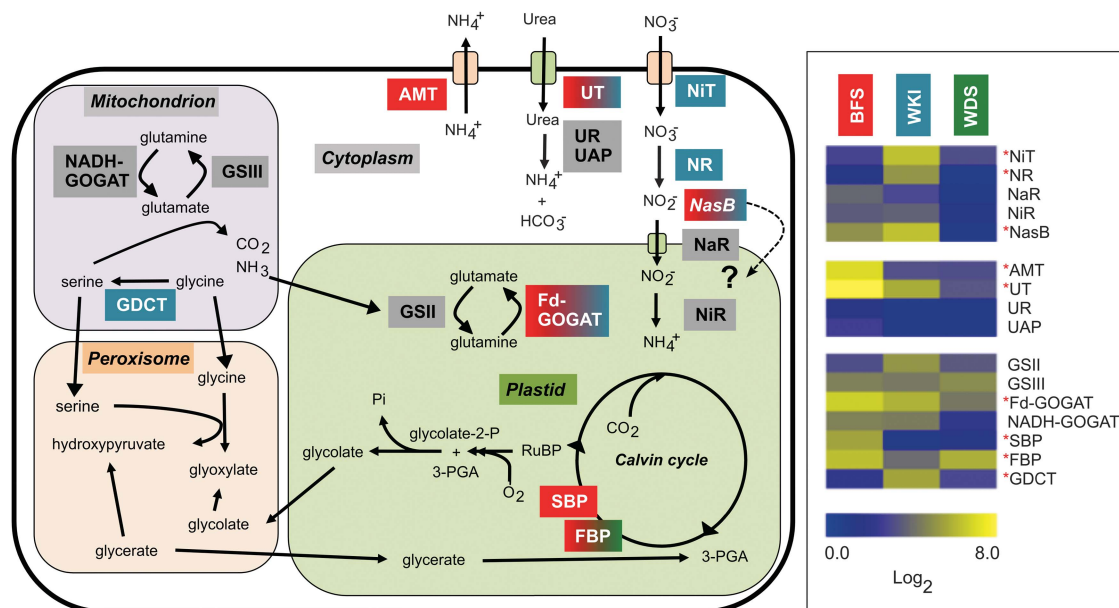 NH4+
Urea
NO3-
AMT
UT
NiT
NH4+
Urea
NO3-
Cytoplasm
UR
UAP
NH4+
+
HCO3-
NR
NO2-
NasB
NaR
?
NO2-
NiR
NH4+
Mitochondrion
glutamine
NADH-
GOGAT
GSIII
glutamate
CO2
NH3
serine
glycine
GDCT
Peroxisome
glycine
serine
hydroxypyruvate
glyoxylate
glycolate
glycerate
glutamate
GSII
Fd-
GOGAT
glutamine
Plastid
Pi
glycolate-2-P
glycolate
+
3-PGA
RuBP
O2
CO2
Calvin cycle
SBP
FBP
glycerate
3-PGA
BFS
WKI
WDS
*NiT
*NR
NaR
NiR
*NasB
*AMT
*UT
UR
UAP
GSII
GSIII
*Fd-GOGAT
NADH-GOGAT
*SBP
*FBP
*GDCT
0.0
8.0
Log2